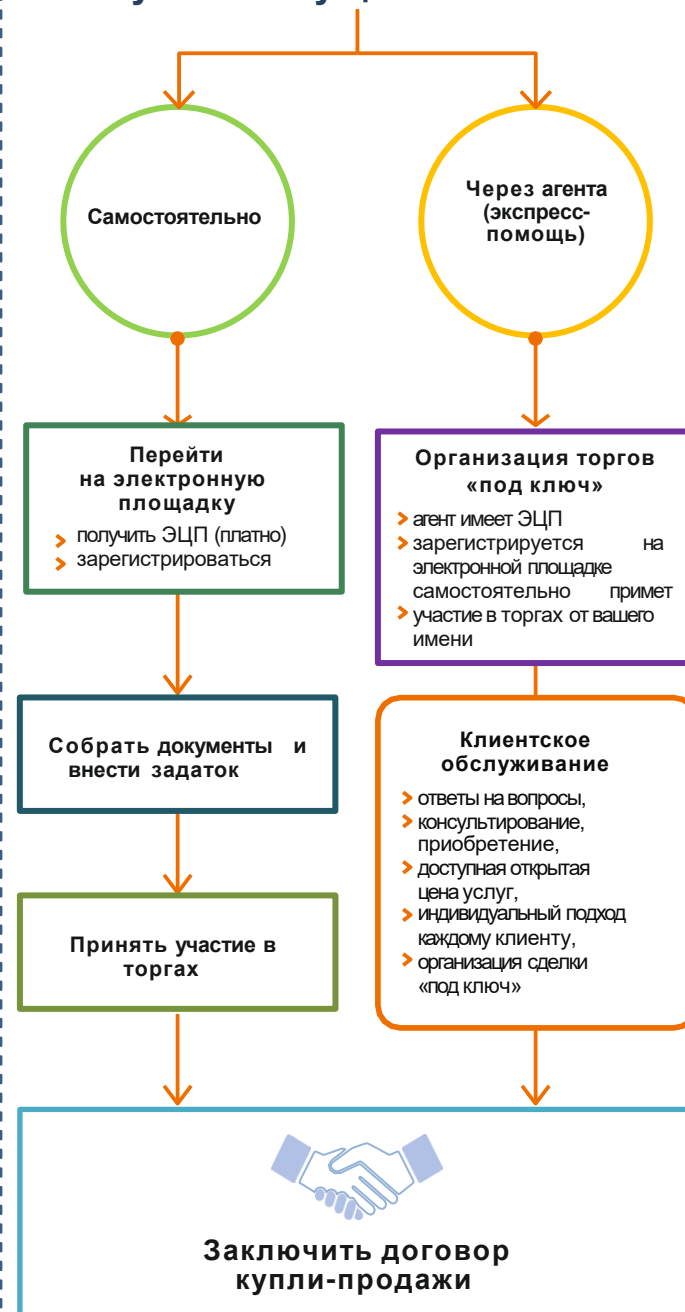 Самостоятельно
Через агента
(экспресс-
помощь)
Перейти
на электронную
площадку
получить ЭЦП (платно)
зарегистрироваться
Собрать документы и
внести задаток
Принять участие в
торгах
Организация торгов
«под ключ»
агент имеет ЭЦП
зарегистрируется на
электронной площадке
самостоятельно примет
участие в торгах от вашего
имени
Клиентское
обслуживание
ответы на вопросы,
консультирование,
приобретение,
доступная открытая
цена услуг,
индивидуальный подход
каждому клиенту,
организация сделки
«под ключ»
Заключить договор
купли-продажи